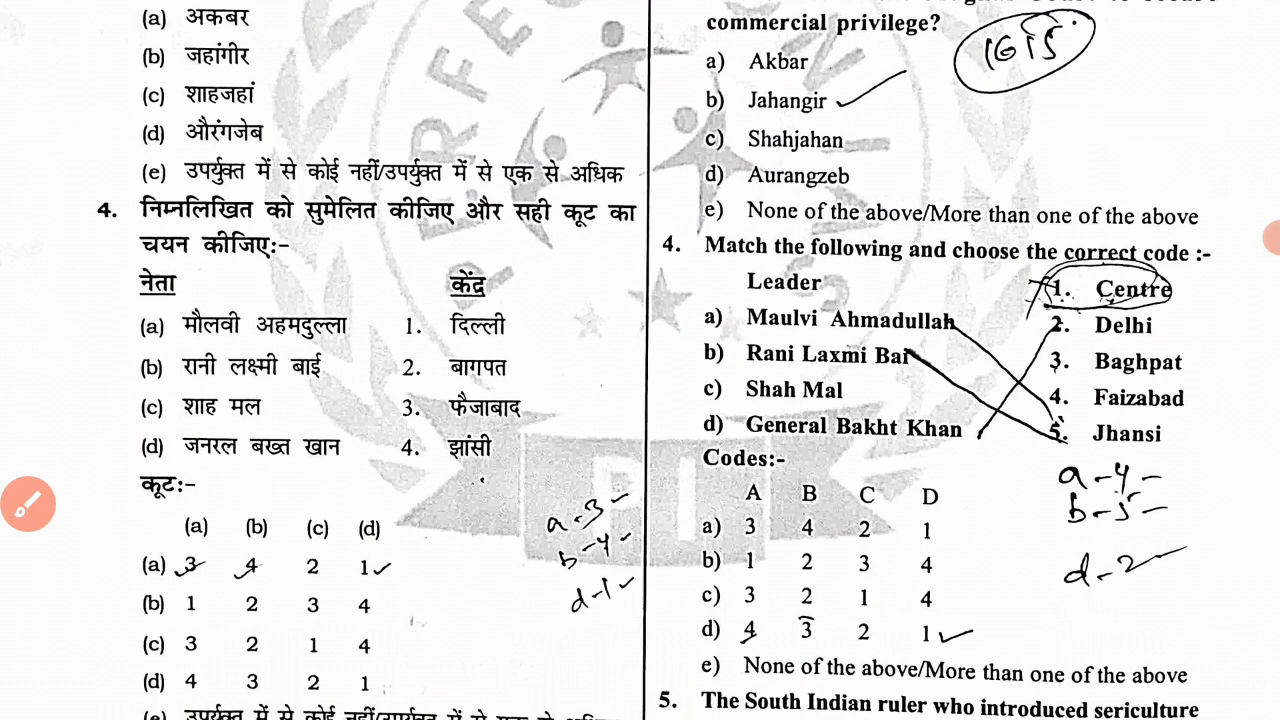 (a) अकबर
(b) जहांगीर
(c) शाहजहां
(d) औरंगजेब
(e) उपर्युक्त में से कोई नहीं/उपर्युक्त में से एक से अधिक
4. निम्नलिखित को सुमेलित कीजिए और सही कूट का
चयन कीजिएः-
नेता केंद्र
(a) मौलवी अहमदुल्ला 1. दिल्ली
(b) रानी लक्ष्मी बाई 2. बागपत
(c) शाह मल 3. फैजाबाद
(d) जनरल बख्त खान 4. झांसी
कूटः-
(a) (b) (c) (d)
(a) 3 4 2 1
(b) 1 2 3 4
(c) 3 2 1 4
(d) 4 3 2 1
a-3
b-4
d-1
commercial privilege?
1615
a) Akbar
b) Jahangir
c) Shahjahan
d) Aurangzeb
e) None of the above/More than one of the above
4. Match the following and choose the correct code :-
Leader 1. Centre
a) Maulvi Ahmadullah 2. Delhi
b) Rani Laxmi Bai 3. Baghpat
c) Shah Mal 4. Faizabad
d) General Bakht Khan 5. Jhansi
Codes:-
A B C D
a) 3 4 2 1
b) 1 2 3 4
c) 3 2 1 4
d) 4 3 2 1
e) None of the above/More than one of the above
a-4
b-5
d-2
5. The South Indian ruler who introduced sericulture